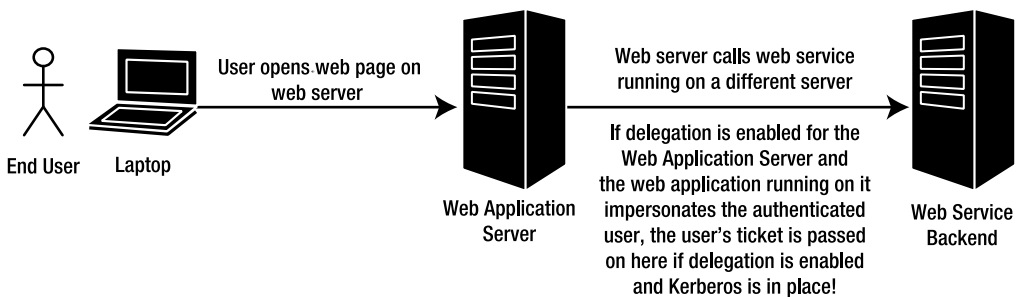 User opens web page on
web server
Web server calls web service
running on a different server
If delegation is enabled for the
Web Application Server and
the web application running on it
impersonates the authenticated
user, the user's ticket is passed
on here if delegation is enabled
and Kerberos is in place!
End User
Laptop
Web Application
Server
Web Service
Backend